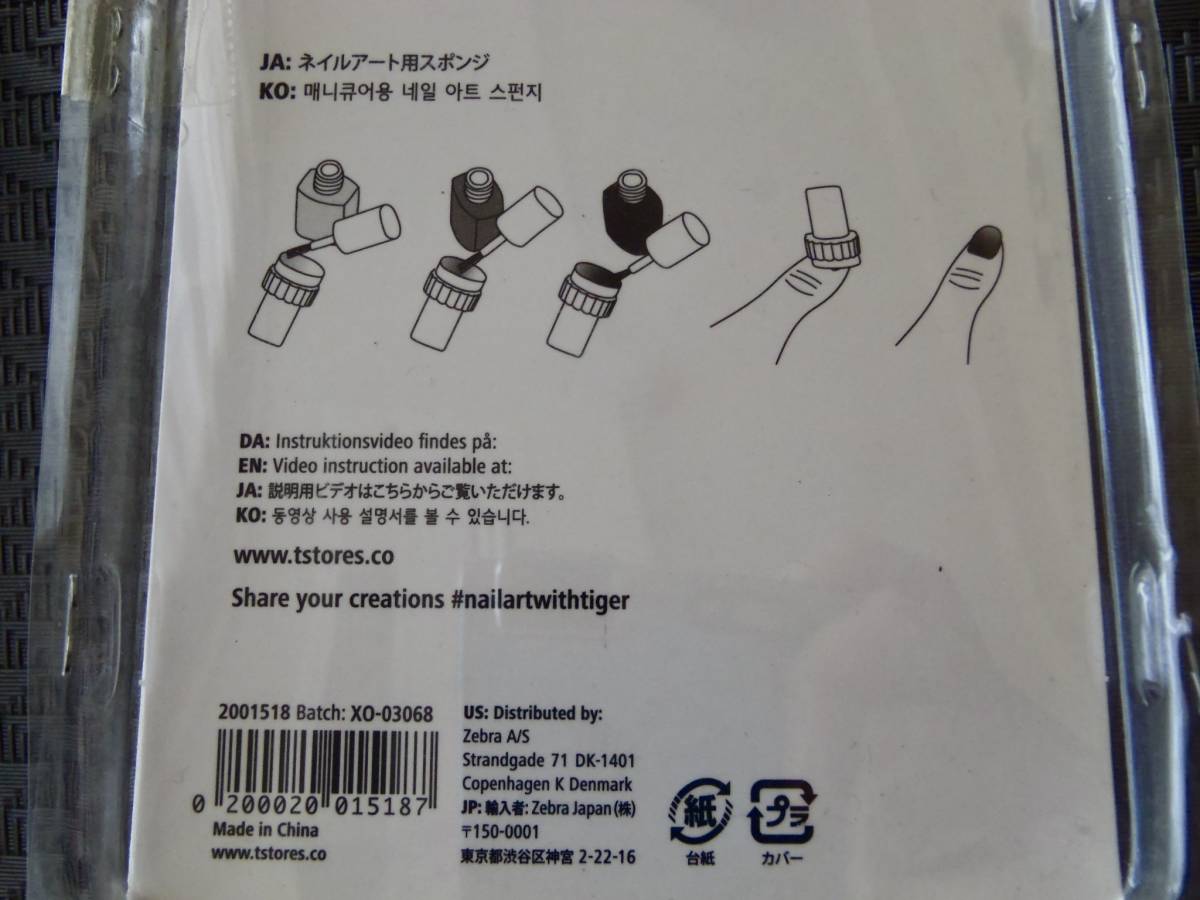 JA: ネイルアート用スポンジ
KO: 매니큐어용 네일 아트 스펀지
DA: Instruktionsvideo findes på:
EN: Video instruction available at:
JA: 説明用ビデオはこちらからご覧いただけます。
KO: 동영상 사용 설명서를 볼 수 있습니다.
www.tstores.co
Share your creations #nailartwithtiger
2001518 Batch: XO-03068
0 200020 015187
Made in China
www.tstores.co
US: Distributed by:
Zebra A/S
Strandgade 71 DK-1401
Copenhagen K Denmark
JP: 輸入者: Zebra Japan (株)
〒150-0001
東京都渋谷区神宮 2-22-16
紙
台紙
プラ
カバー